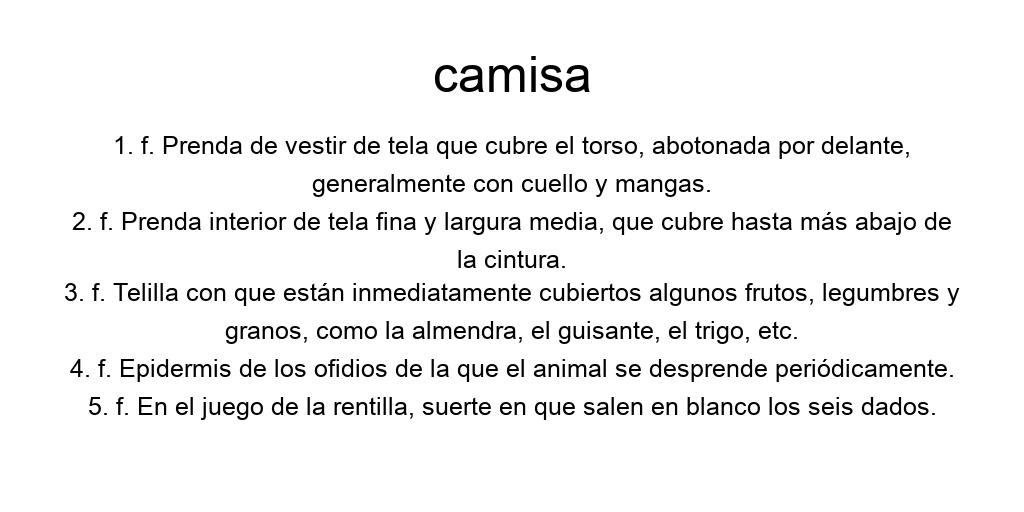 camisa
1. f. Prenda de vestir de tela que cubre el torso, abotonada por delante,
generalmente con cuello y mangas.
2. f. Prenda interior de tela fina y largura media, que cubre hasta más abajo de
la cintura.
3. f. Telilla con que están inmediatamente cubiertos algunos frutos, legumbres y
granos, como la almendra, el guisante, el trigo, etc.
4. f. Epidermis de los ofidios de la que el animal se desprende periódicamente.
5. f. En el juego de la rentilla, suerte en que salen en blanco los seis dados.